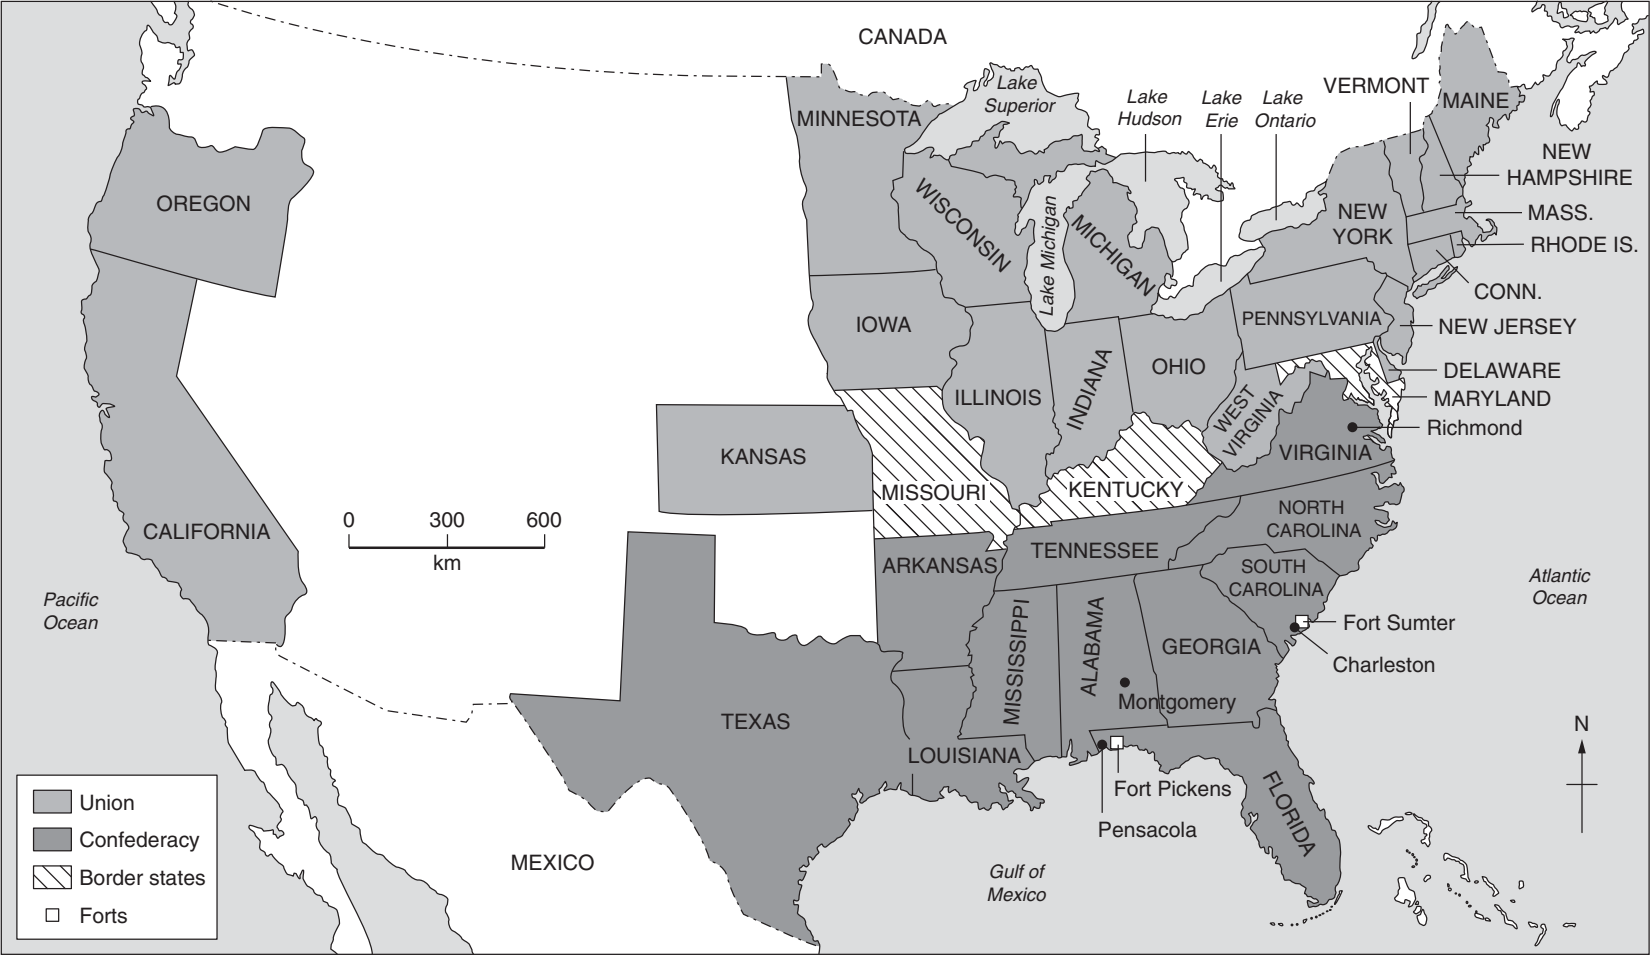 CANADA
Lake
Superior
Lake
Hudson
Lake
Erie
Lake
Ontario
VERMONT
MAINE
MINNESOTA
NEW
HAMPSHIRE
OREGON
WISCONSIN
Lake Michigan
MICHIGAN
NEW
YORK
MASS.
RHODE IS.
CONN.
IOWA
PENNSYLVANIA
NEW JERSEY
ILLINOIS
INDIANA
OHIO
DELAWARE
MARYLAND
WEST
VIRGINIA
Richmond
KANSAS
VIRGINIA
MISSOURI
KENTUCKY
CALIFORNIA
0 300 600
km
NORTH
CAROLINA
TENNESSEE
ARKANSAS
SOUTH
CAROLINA
Pacific
Ocean
Atlantic
Ocean
Fort Sumter
MISSISSIPPI
ALABAMA
GEORGIA
Charleston
Montgomery
TEXAS
LOUISIANA
N
Fort Pickens
Pensacola
FLORIDA
MEXICO
Gulf of
Mexico
Union
Confederacy
Border states
Forts